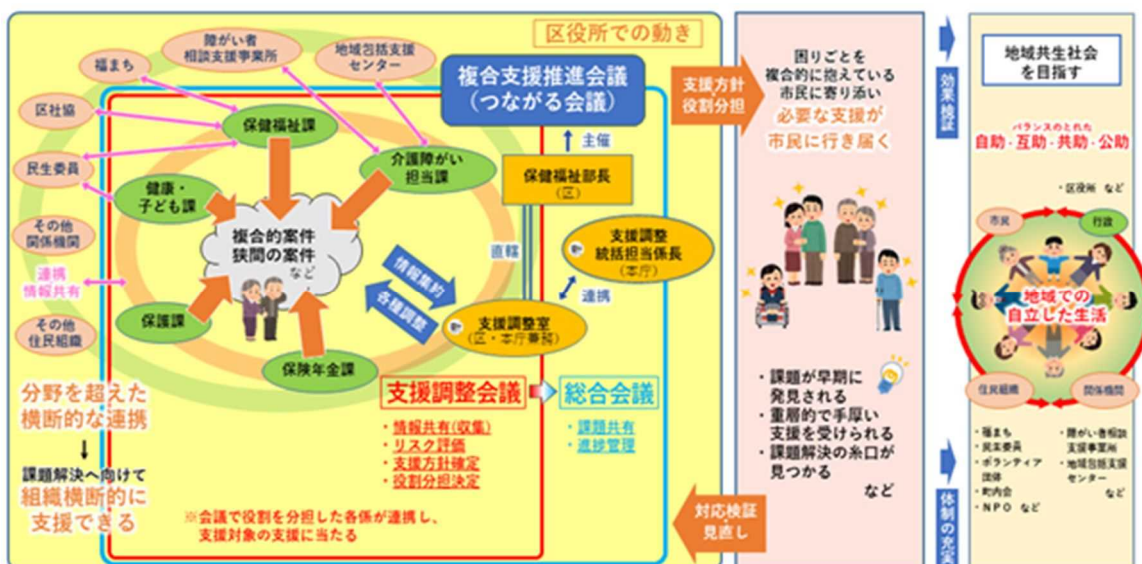 区役所での動き
福まち
障がい者
相談支援事業所
地域包括支援
センター
区社協
民生委員
その他
関係機関
連携
情報共有
その他
住民組織
保健福祉課
介護障がい
担当課
健康・
子ども課
保護課
保険年金課
複合的案件
狭間の案件
など
複合支援推進会議
(つながる会議)
主催
保健福祉部長
(区)
直轄
支援調整
統括担当係長
(本庁)
連携
支援調整室
(区・本庁兼務)
情報集約
各種調整
分野を超えた
横断的な連携
↓
課題解決へ向けて
組織横断的に
支援できる
支援調整会議
・情報共有(収集)
・リスク評価
・支援方針確定
・役割分担決定
総合会議
・課題共有
・進捗管理
※会議で役割を分担した各係が連携し、
支援対象の支援に当たる
支援方針
役割分担
困りごとを
複合的に抱えている
市民に寄り添い
必要な支援が
市民に行き届く
・課題が早期に
発見される
・重層的で手厚い
支援を受けられる
・課題解決の糸口が
見つかる
など
対応検証
見直し
効果検証
体制の充実
地域共生社会
を目指す
バランスのとれた
自助・互助・共助・公助
・区役所 など
市民
行政
地域での
自立した生活
住民組織
関係機関
・福まち
・民生委員
・ボランティア
団体
・町内会
・NPO など
・障がい者相談
支援事業所
・地域包括支援
センター
など